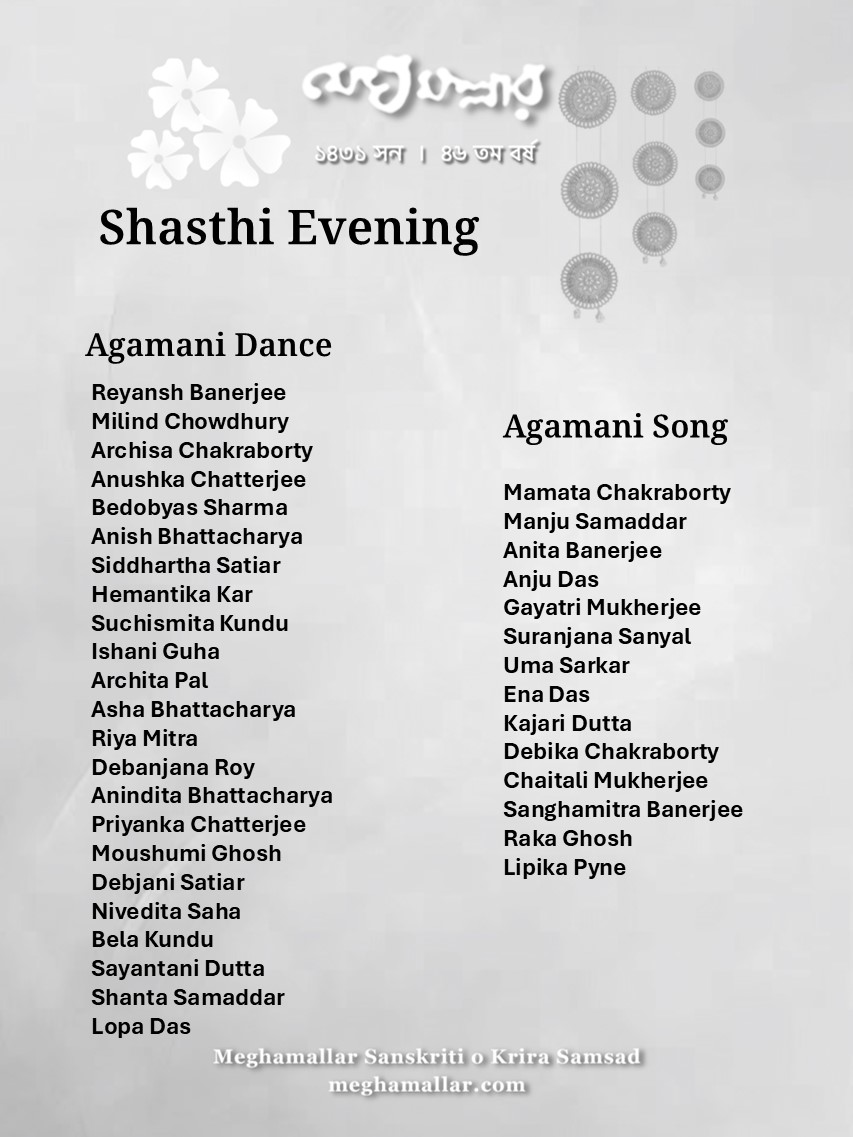 মেঘমল্লার
১৪৩১ সন । ৪৬ তম বর্ষ
Shasthi Evening
Agamani Dance
Reyansh Banerjee
Milind Chowdhury
Archisa Chakraborty
Anushka Chatterjee
Bedobyas Sharma
Anish Bhattacharya
Siddhartha Satiar
Hemantika Kar
Suchismita Kundu
Ishani Guha
Archita Pal
Asha Bhattacharya
Riya Mitra
Debanjana Roy
Anindita Bhattacharya
Priyanka Chatterjee
Moushumi Ghosh
Debjani Satiar
Nivedita Saha
Bela Kundu
Sayantani Dutta
Shanta Samaddar
Lopa Das
Agamani Song
Mamata Chakraborty
Manju Samaddar
Anita Banerjee
Anju Das
Gayatri Mukherjee
Suranjana Sanyal
Uma Sarkar
Ena Das
Kajari Dutta
Debika Chakraborty
Chaitali Mukherjee
Sanghamitra Banerjee
Raka Ghosh
Lipika Pyne
Meghamallar Sanskriti o Krira Samsad
meghamallar.com